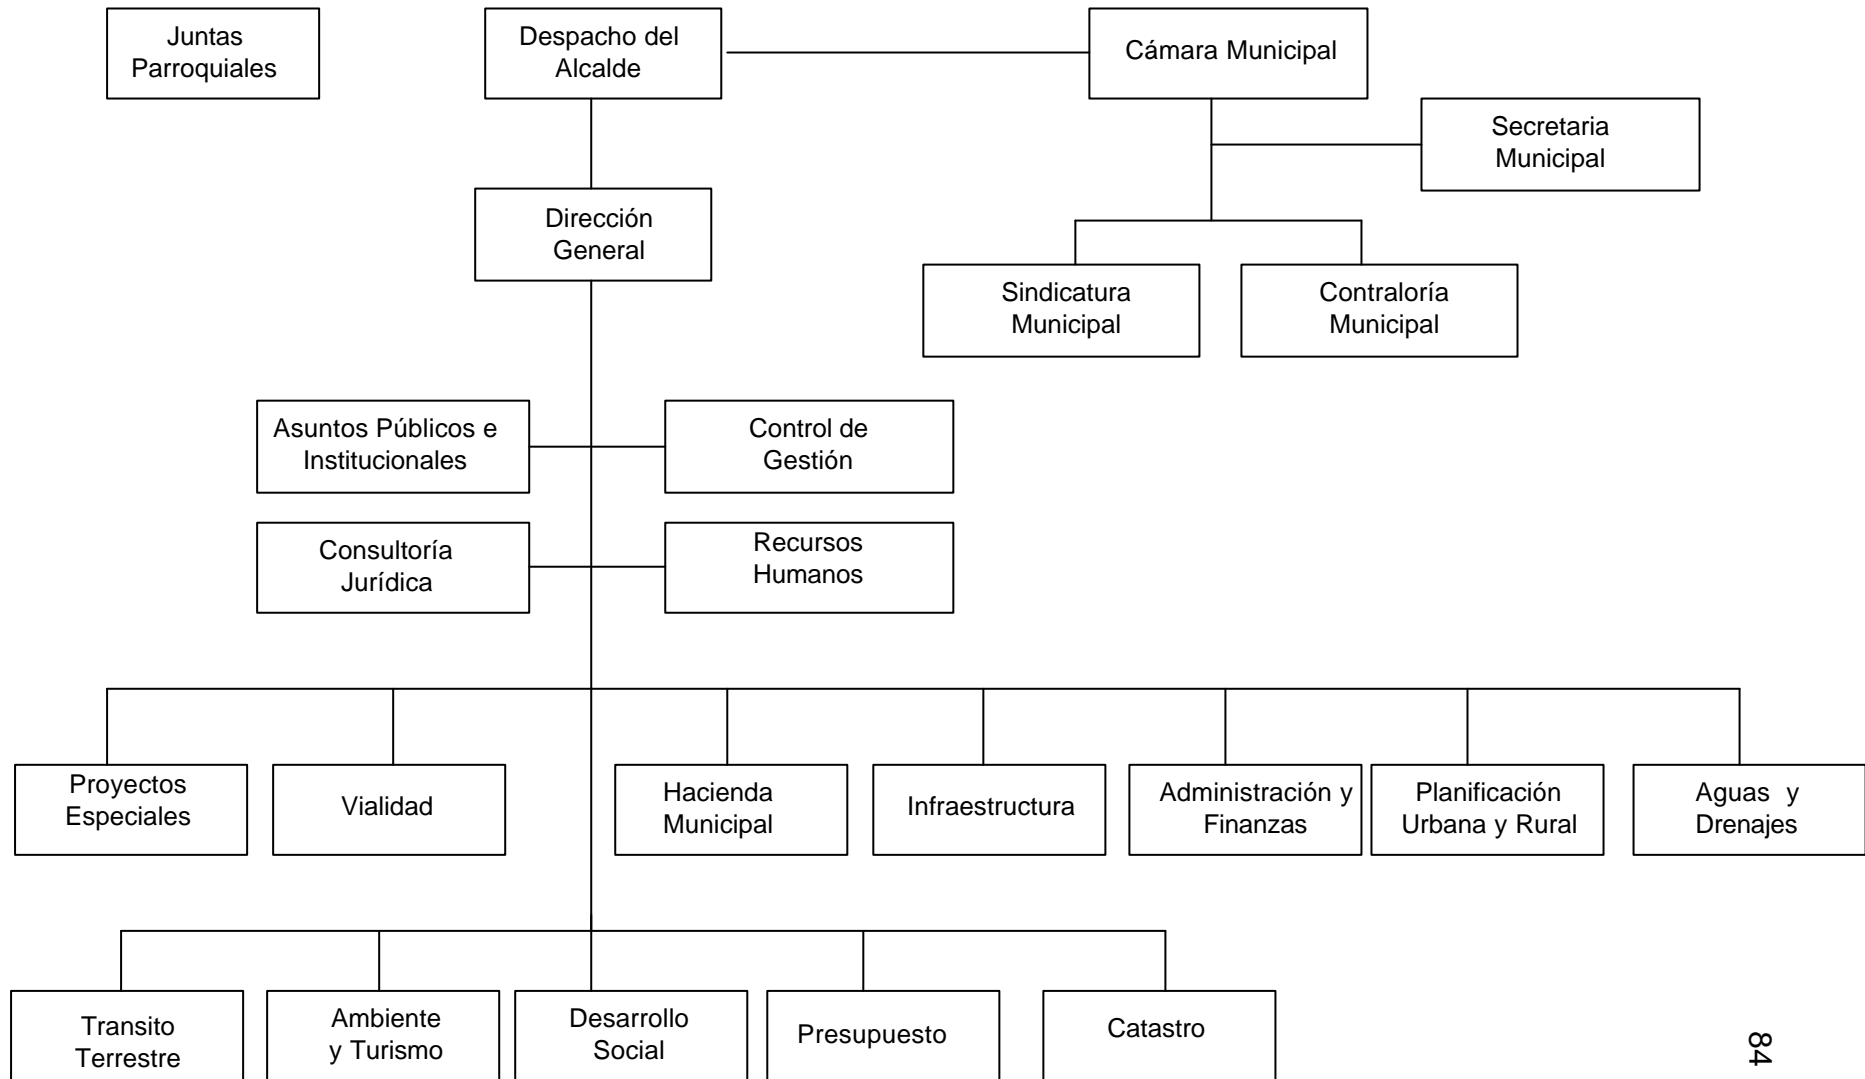 Juntas
Parroquiales
Despacho del
Alcalde
Cámara Municipal
Secretaria
Municipal
Dirección
General
Sindicatura
Municipal
Contraloría
Municipal
Asuntos Públicos e
Institucionales
Control de
Gestión
Consultoría
Jurídica
Recursos
Humanos
Proyectos
Especiales
Vialidad
Hacienda
Municipal
Infraestructura
Administración y
Finanzas
Planificación
Urbana y Rural
Aguas y
Drenajes
Transito
Terrestre
Ambiente
y Turismo
Desarrollo
Social
Presupuesto
Catastro
84